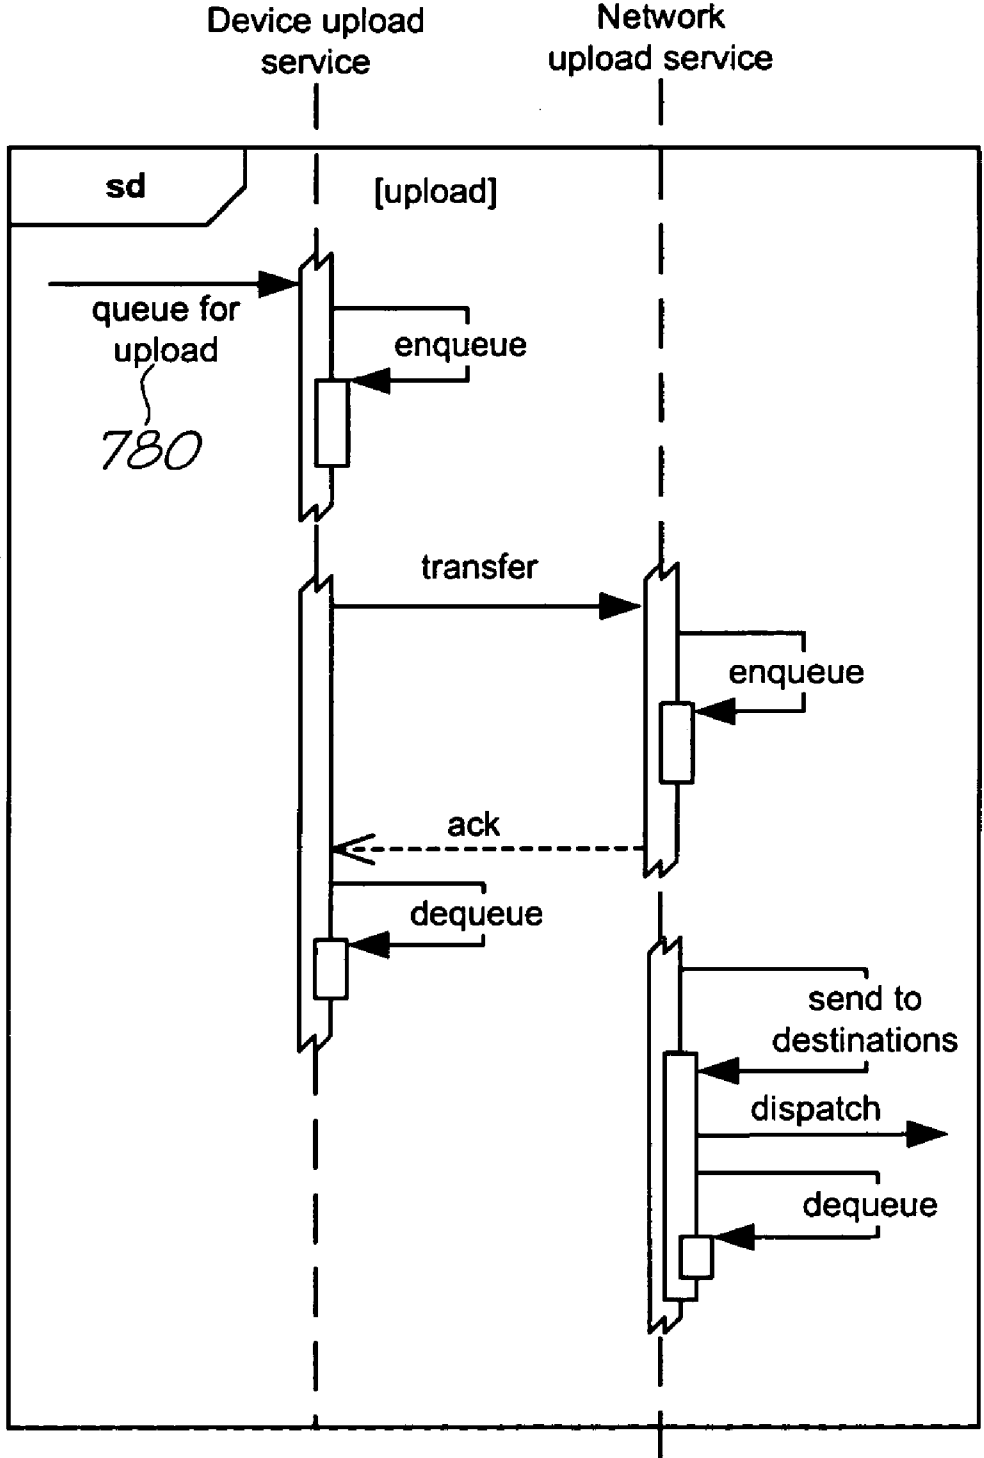 Device upload
service
Network
upload service
sd
[upload]
queue for
upload
780
enqueue
transfer
enqueue
ack
dequeue
send to
destinations
dispatch
dequeue